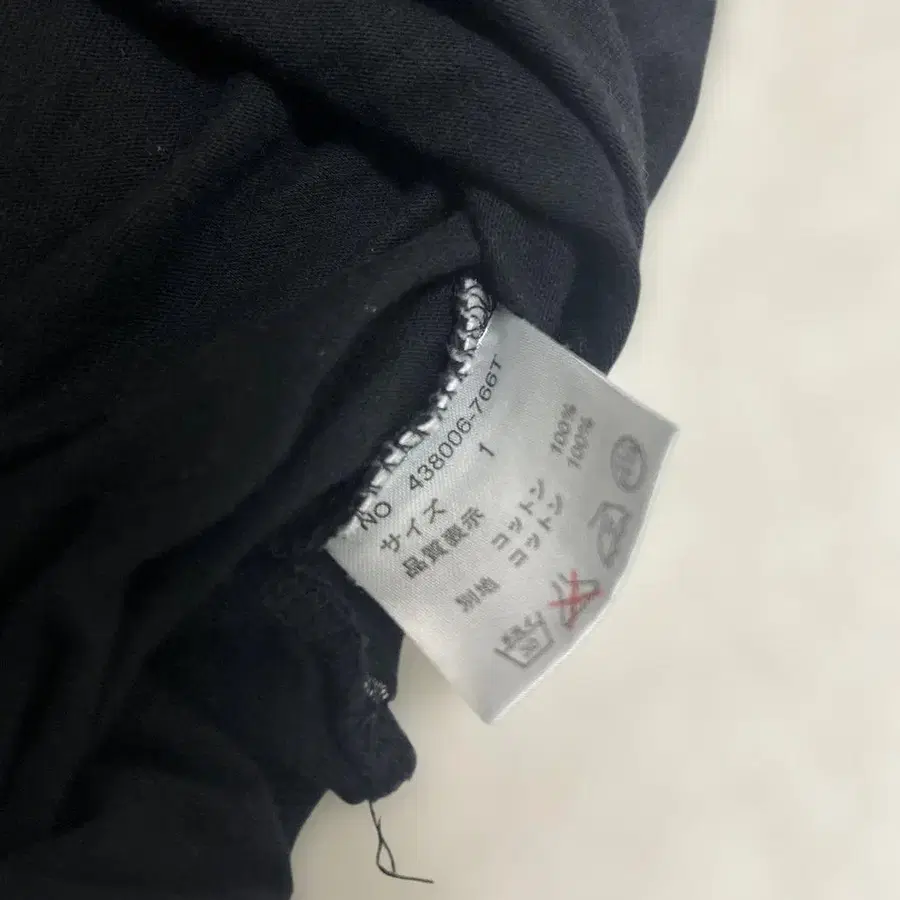 NO 438006-766T
サイズ 1
品質表示
コットン 100%
別地 コットン 100%